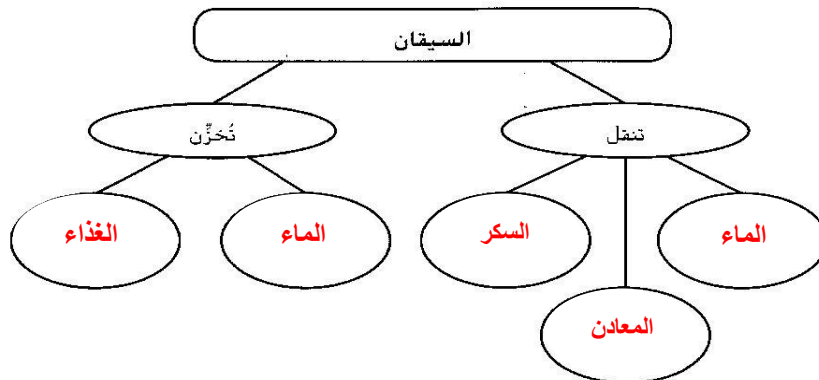 السيقان
تنقل
تُخزِّن
الماء
السكر
الماء
الغذاء
المعادن